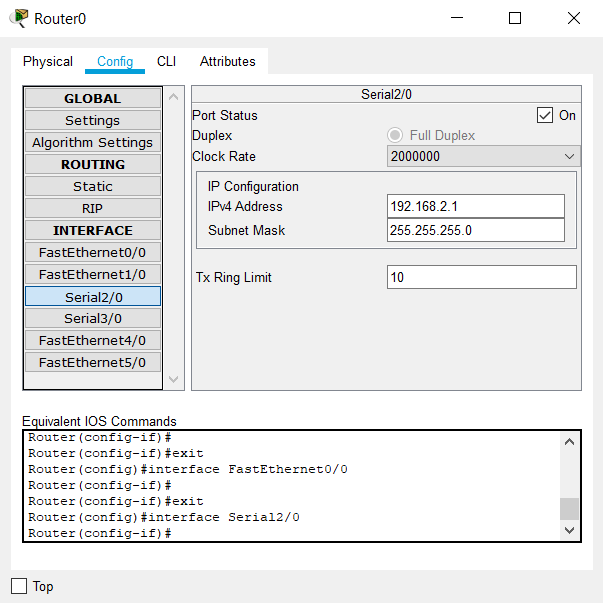 Router0
Physical Config CLI Attributes
GLOBAL
Settings
Algorithm Settings
ROUTING
Static
RIP
INTERFACE
FastEthernet0/0
FastEthernet1/0
Serial2/0
Serial3/0
FastEthernet4/0
FastEthernet5/0
Serial2/0
Port Status On
Duplex Full Duplex
Clock Rate 2000000
IP Configuration
IPv4 Address 192.168.2.1
Subnet Mask 255.255.255.0
Tx Ring Limit 10
Equivalent IOS Commands
Router(config-if)#
Router(config-if)#exit
Router(config)#interface FastEthernet0/0
Router(config-if)#
Router(config-if)#exit
Router(config)#interface Serial2/0
Router(config-if)#
Top